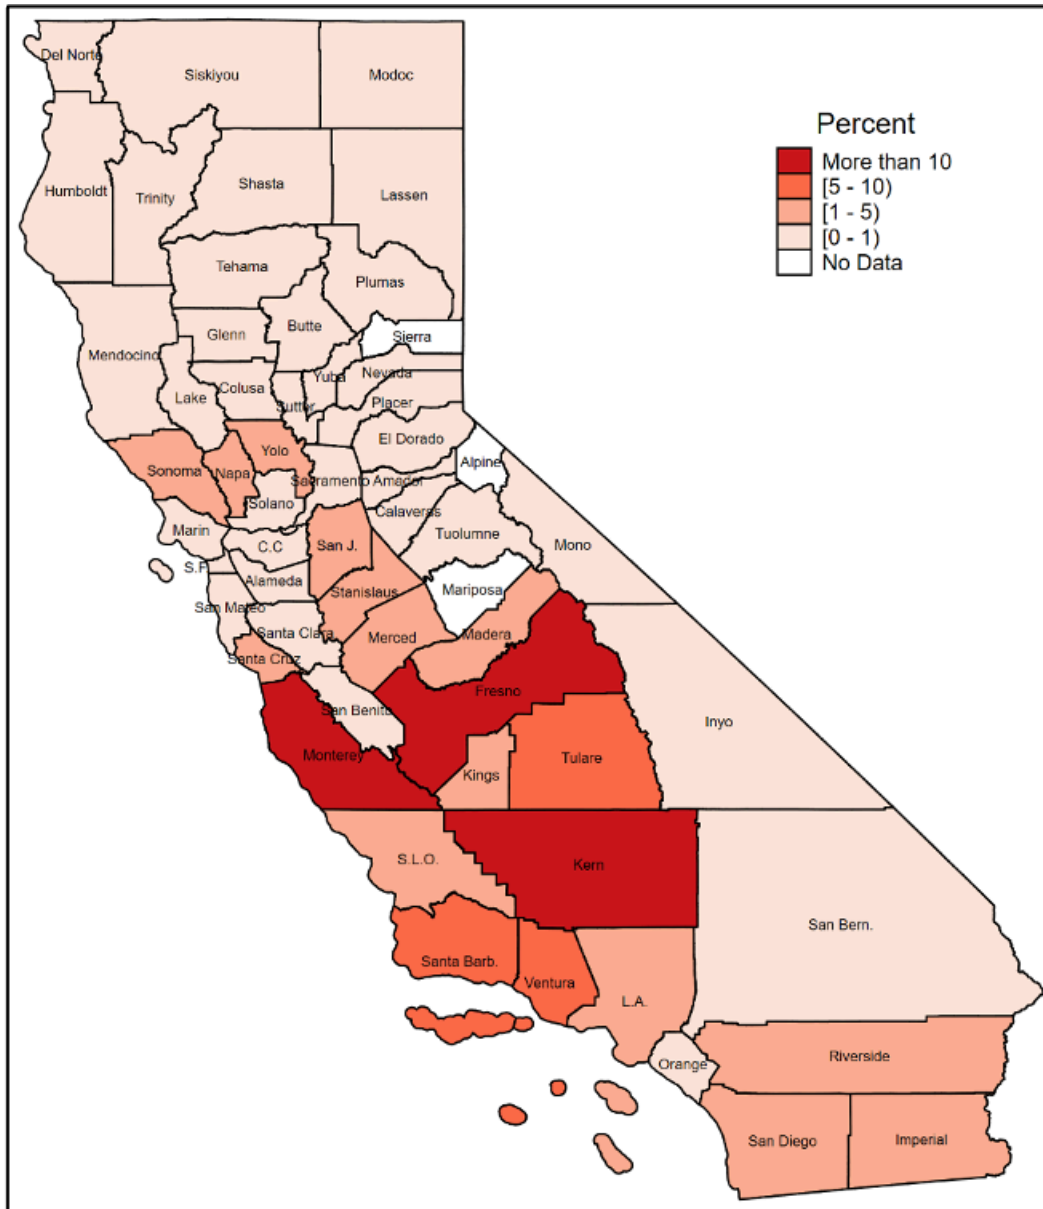 Del Norte
Siskiyou
Modoc
Percent
More than 10
[5 - 10)
[1 - 5)
[0 - 1)
No Data
Humboldt
Trinity
Shasta
Lassen
Tehama
Plumas
Glenn
Butte
Sierra
Mendocino
Lake
Colusa
Sutter
Yuba
Nevada
Placer
El Dorado
Sonoma
Napa
Yolo
Alpine
Sacramento
Amador
Solano
Calaveras
Marin
C.C
San J.
Tuolumne
Mono
S.F.
Alameda
Stanislaus
Mariposa
San Mateo
Santa Clara
Merced
Madera
Santa Cruz
Fresno
San Benito
Inyo
Monterey
Kings
Tulare
S.L.O.
Kern
San Bern.
Santa Barb.
Ventura
L.A.
Orange
Riverside
San Diego
Imperial